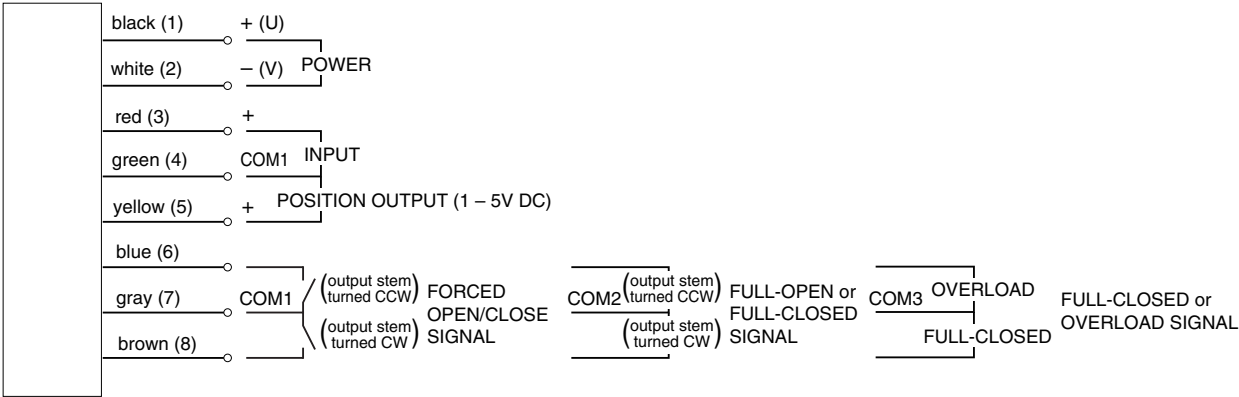 black (1) + (U)
POWER
white (2) – (V)
red (3) +
INPUT
green (4) COM1
POSITION OUTPUT (1 – 5V DC)
yellow (5) +
blue (6)
gray (7) COM1
brown (8)
(output stem
turned CCW)
(output stem
turned CW)
FORCED
OPEN/CLOSE
SIGNAL
COM2
(output stem
turned CCW)
(output stem
turned CW)
FULL-OPEN or
FULL-CLOSED
SIGNAL
COM3
OVERLOAD
FULL-CLOSED
FULL-CLOSED or
OVERLOAD SIGNAL